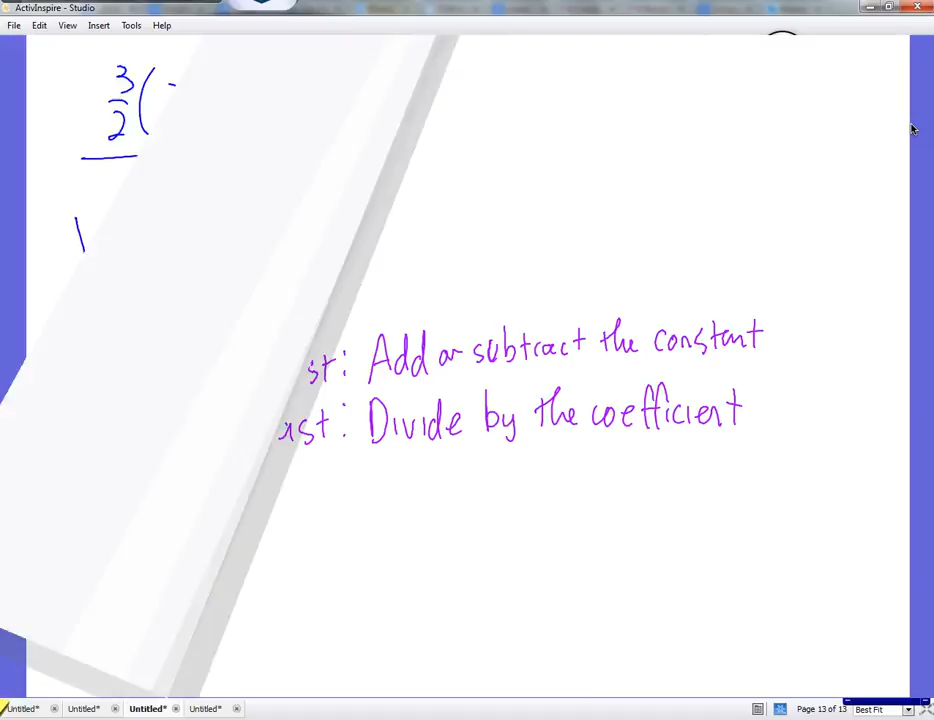 ActivInspire - Studio
File Edit View Insert Tools Help
3
2 (-
st: Add or subtract the constant
ast: Divide by the coefficient
Untitled* Untitled* Untitled* Untitled* Page 13 of 13 Best Fit